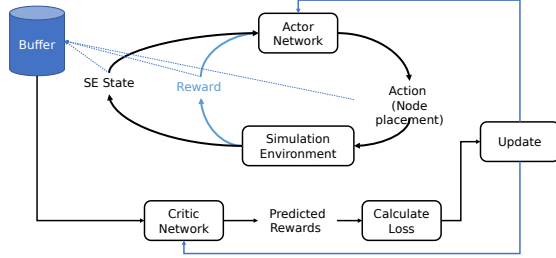 Buffer
Actor
Network
SE State
Reward
Action
(Node
placement)
Simulation
Environment
Update
Critic
Network
Predicted
Rewards
Calculate
Loss